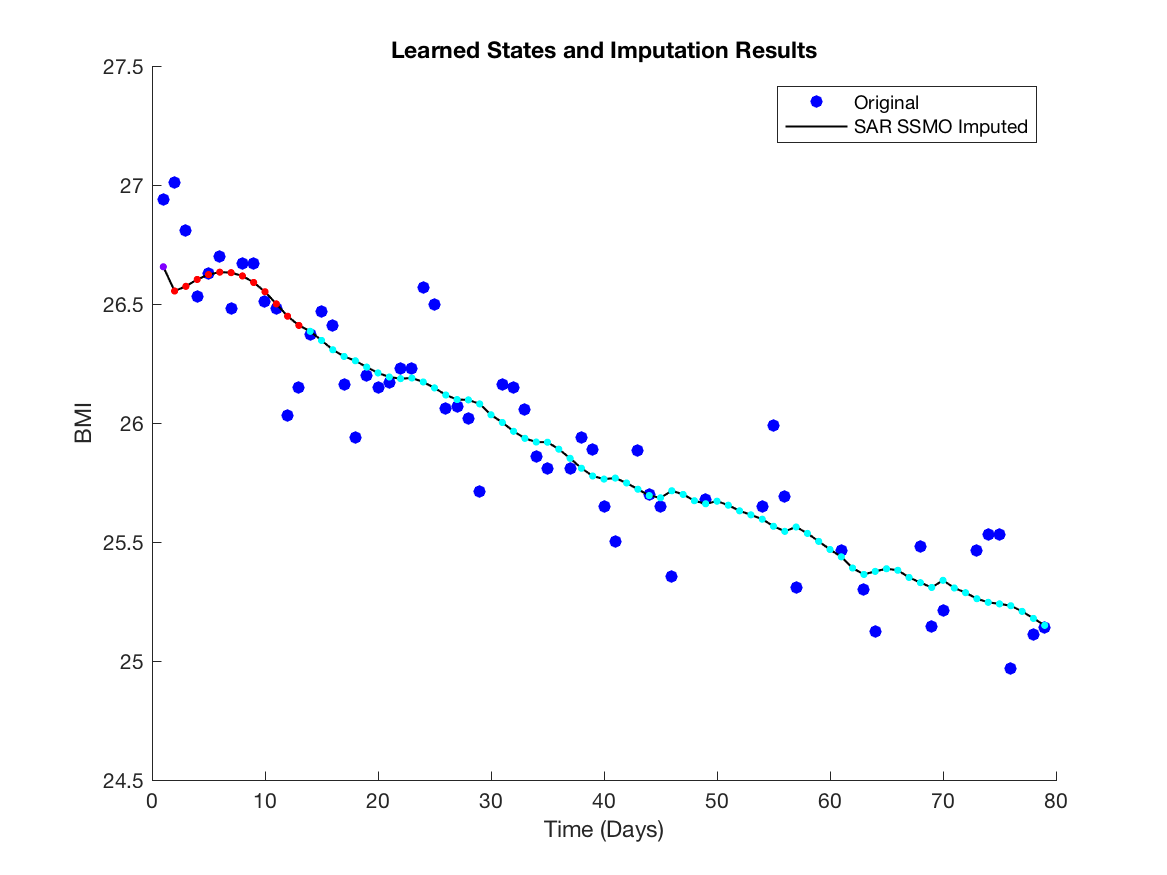 Learned States and Imputation Results
27.5
Original
SAR SSMO Imputed
27
26.5
26
25.5
25
24.5
BMI
0 10 20 30 40 50 60 70 80
Time (Days)